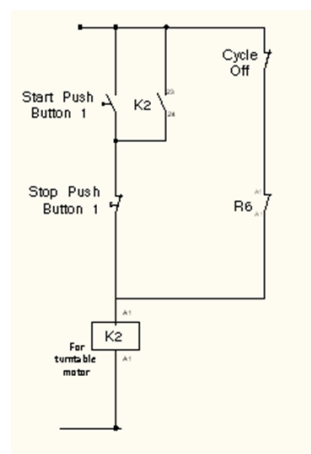 Cycle
Off
Start Push
Button 1
K2
23
24
Stop Push
Button 1
A1
R6
A1
A1
K2
For
turntable
motor
A1